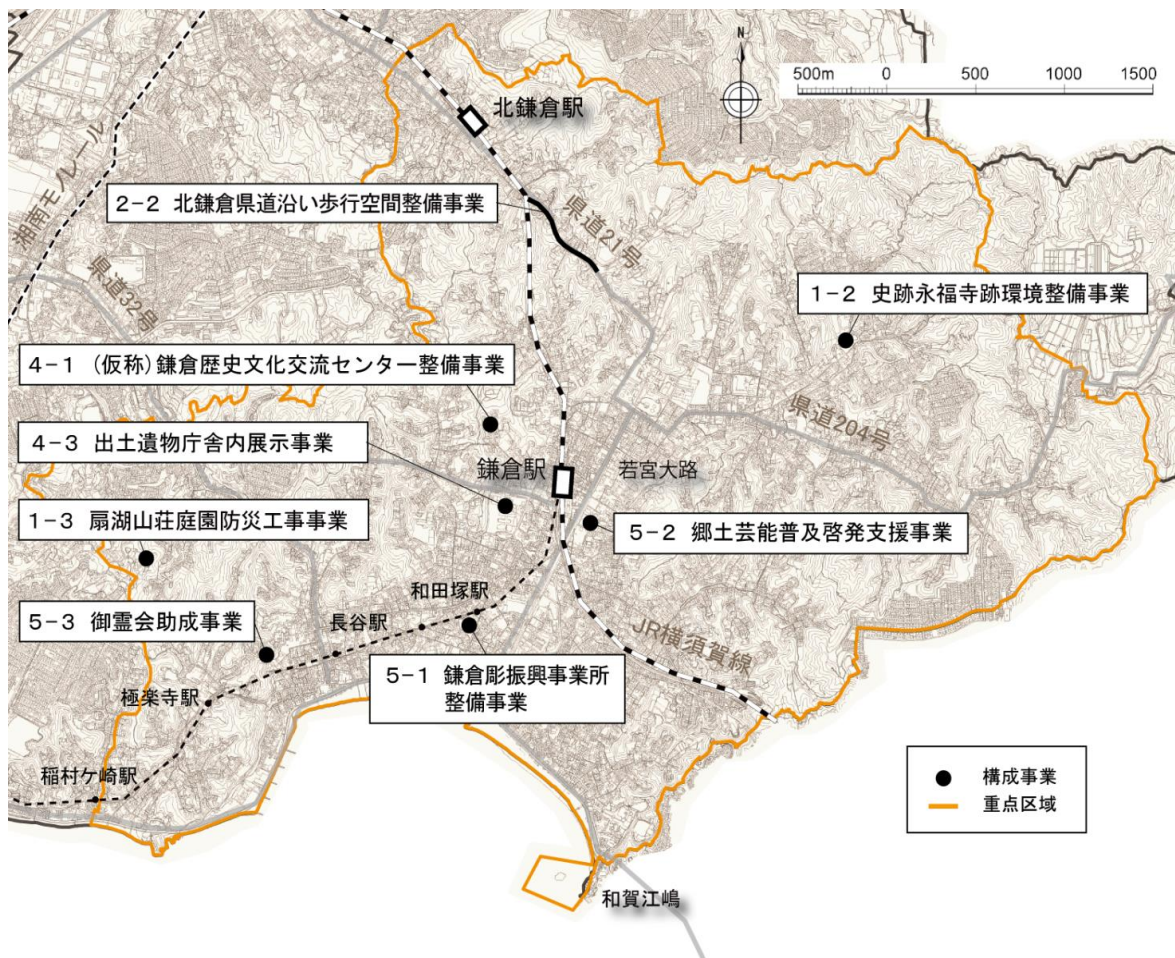 N
500m 0 500 1000 1500
北鎌倉駅
湘南モノレール
2-2 北鎌倉県道沿い歩行空間整備事業
県道21号
県道32号
1-2 史跡永福寺跡環境整備事業
4-1 (仮称)鎌倉歴史文化交流センター整備事業
県道204号
4-3 出土遺物庁舎内展示事業
鎌倉駅
若宮大路
1-3 扇湖山荘庭園防災工事事業
5-2 郷土芸能普及啓発支援事業
和田塚駅
5-3 御霊会助成事業
長谷駅
JR横須賀線
5-1 鎌倉彫振興事業所
整備事業
極楽寺駅
稲村ケ崎駅
構成事業
重点区域
和賀江嶋